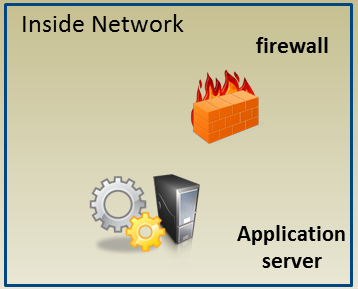 Inside Network
firewall
Application
server